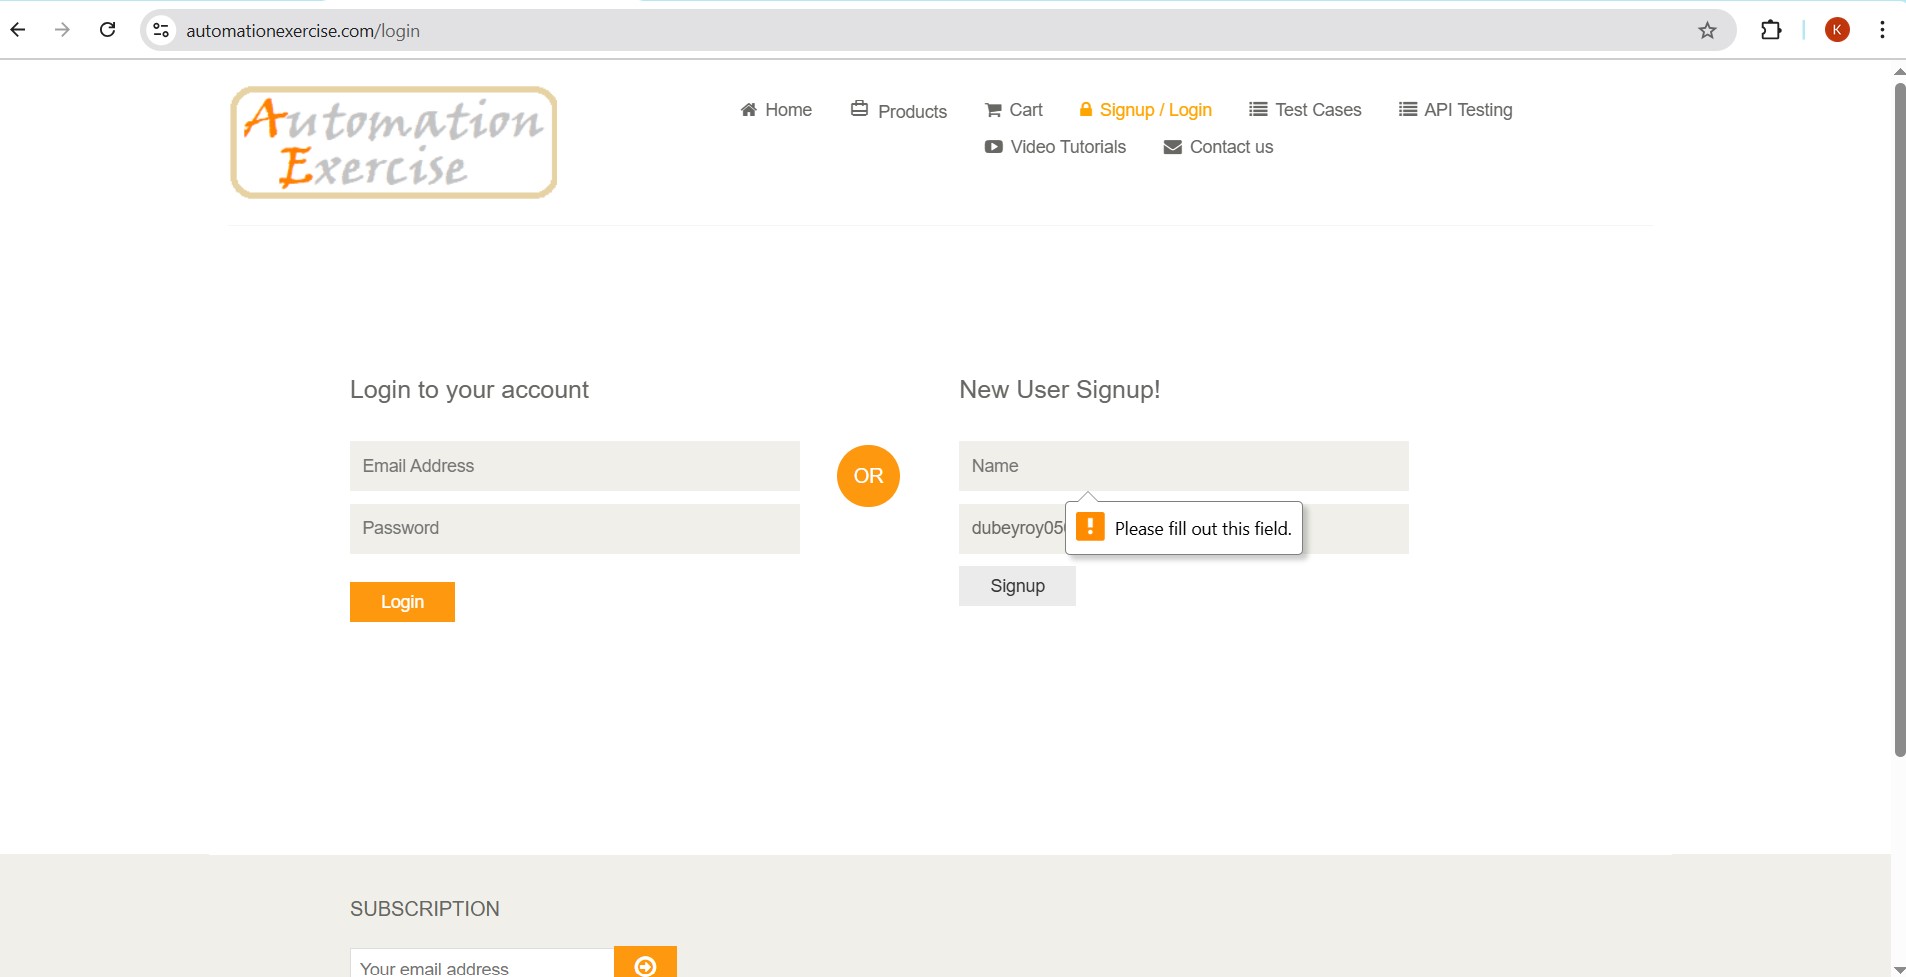 automationexercise.com/login
K
Automation
Exercise
Home
Products
Cart
Signup / Login
Test Cases
API Testing
Video Tutorials
Contact us
Login to your account
Email Address
Password
Login
OR
New User Signup!
Name
Please fill out this field.
Signup
SUBSCRIPTION
Your email address